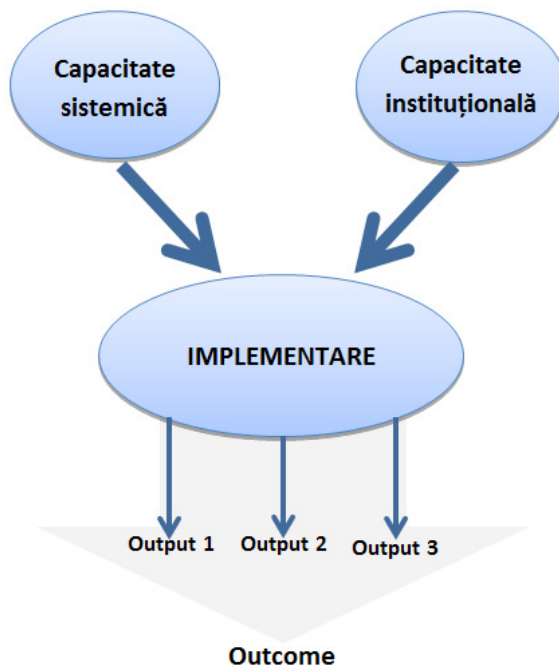 Capacitate
sistemică
Capacitate
instituțională
IMPLEMENTARE
Output 1
Output 2
Output 3
Outcome